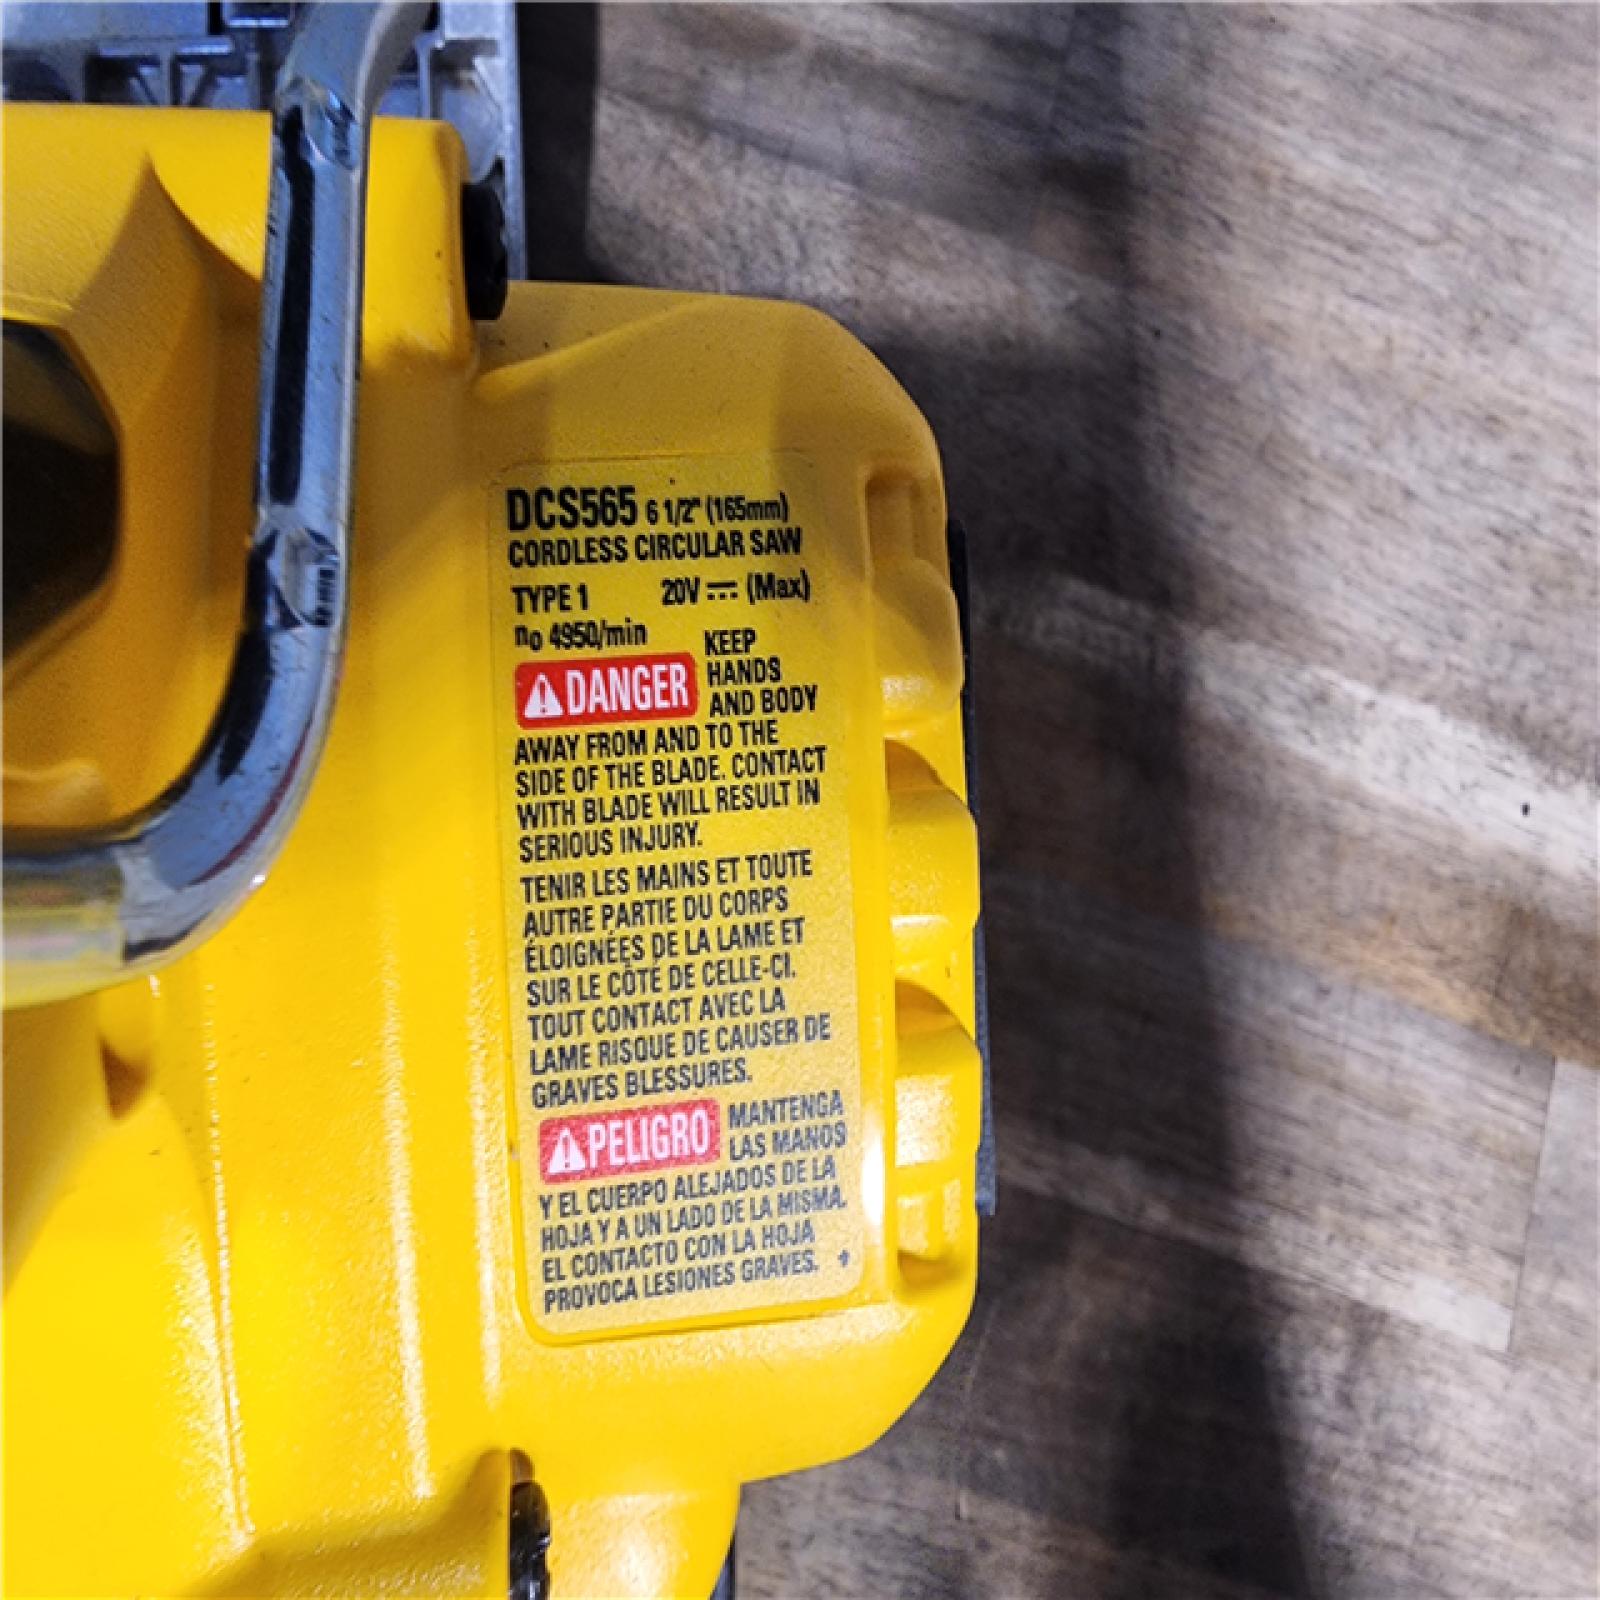 DCS565 6 1/2" (165mm)
CORDLESS CIRCULAR SAW
TYPE 1 20V ⎓ (Max)
n₀ 4950/min
⚠DANGER KEEP
HANDS
AND BODY
AWAY FROM AND TO THE
SIDE OF THE BLADE. CONTACT
WITH BLADE WILL RESULT IN
SERIOUS INJURY.
TENIR LES MAINS ET TOUTE
AUTRE PARTIE DU CORPS
ÉLOIGNÉES DE LA LAME ET
SUR LE CÔTÉ DE CELLE-CI.
TOUT CONTACT AVEC LA
LAME RISQUE DE CAUSER DE
GRAVES BLESSURES.
⚠PELIGRO MANTENGA
LAS MANOS
Y EL CUERPO ALEJADOS DE LA
HOJA Y A UN LADO DE LA MISMA.
EL CONTACTO CON LA HOJA
PROVOCA LESIONES GRAVES.